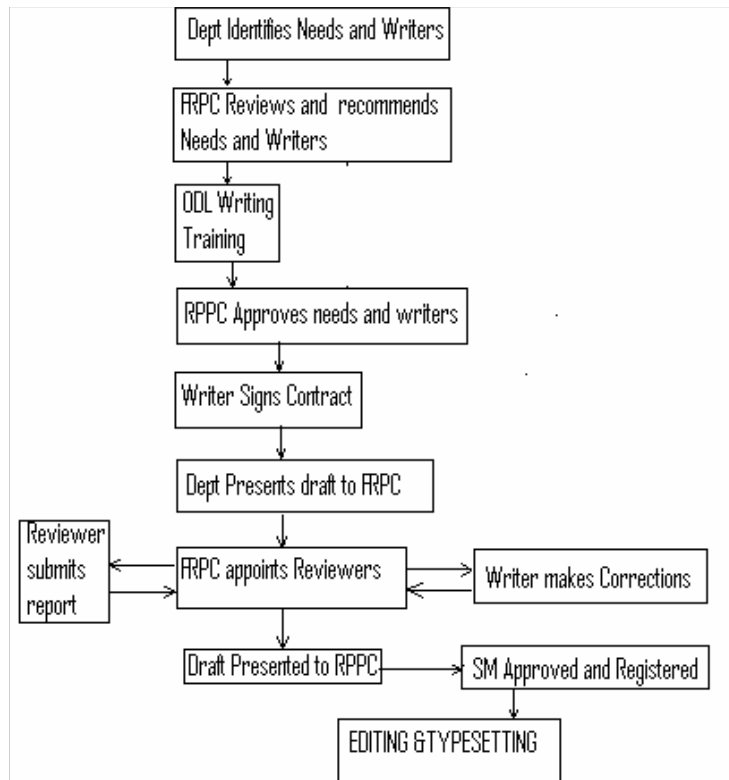 Dept Identifies Needs and Writers
FRPC Reviews and recommends
Needs and Writers
ODL Writing
Training
RPPC Approves needs and writers
Writer Signs Contract
Dept Presents draft to FRPC
Reviewer
submits
report
FRPC appoints Reviewers
Writer makes Corrections
Draft Presented to RPPC
SM Approved and Registered
EDITING &TYPESETTING